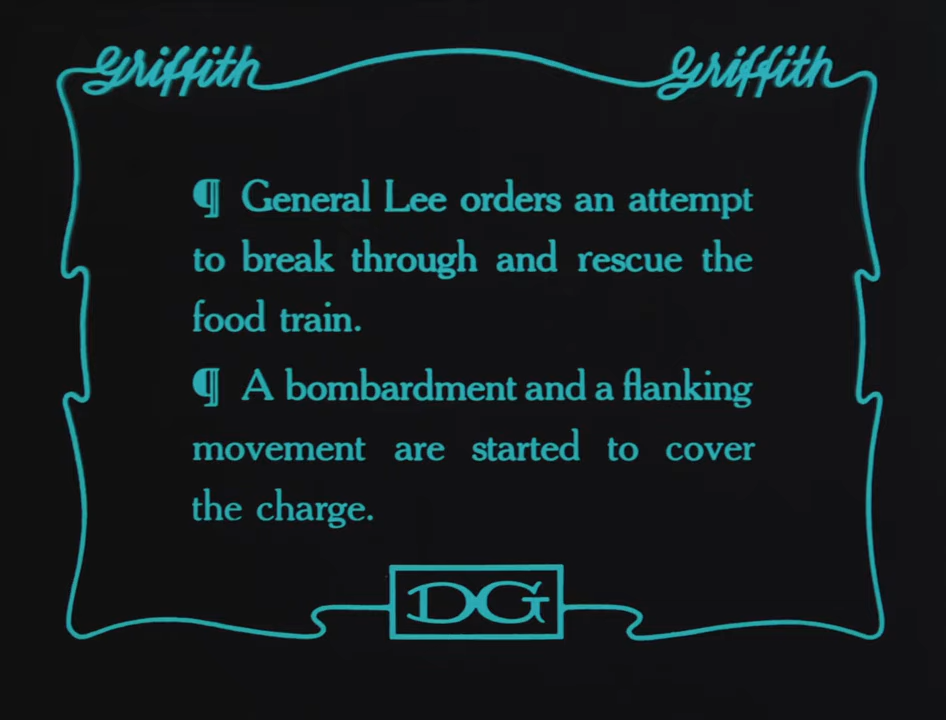 Griffith Griffith
¶ General Lee orders an attempt
to break through and rescue the
food train.
¶ A bombardment and a flanking
movement are started to cover
the charge.
DG